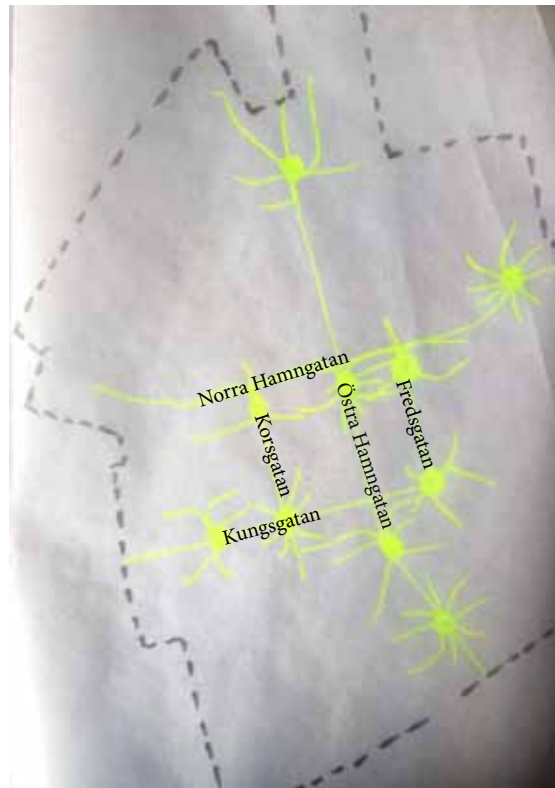 Norra Hamngatan
Korsgatan
Östra Hamngatan
Fredsgatan
Kungsgatan